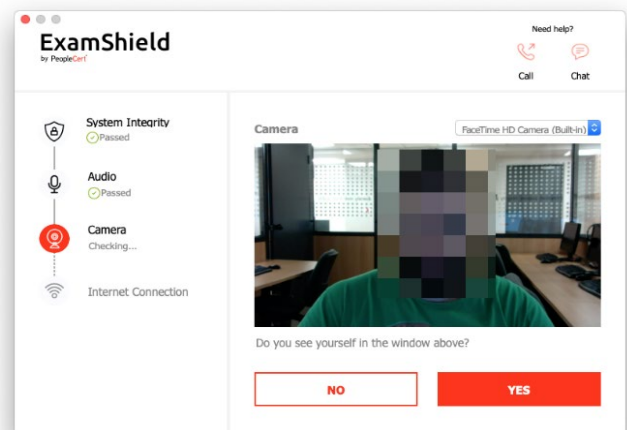 Need help?
ExamShield
by PeopleCert
Call
Chat
System Integrity
Passed
Audio
Passed
Camera
Checking...
Internet Connection
Camera
FaceTime HD Camera (Built-in)
Do you see yourself in the window above?
NO
YES